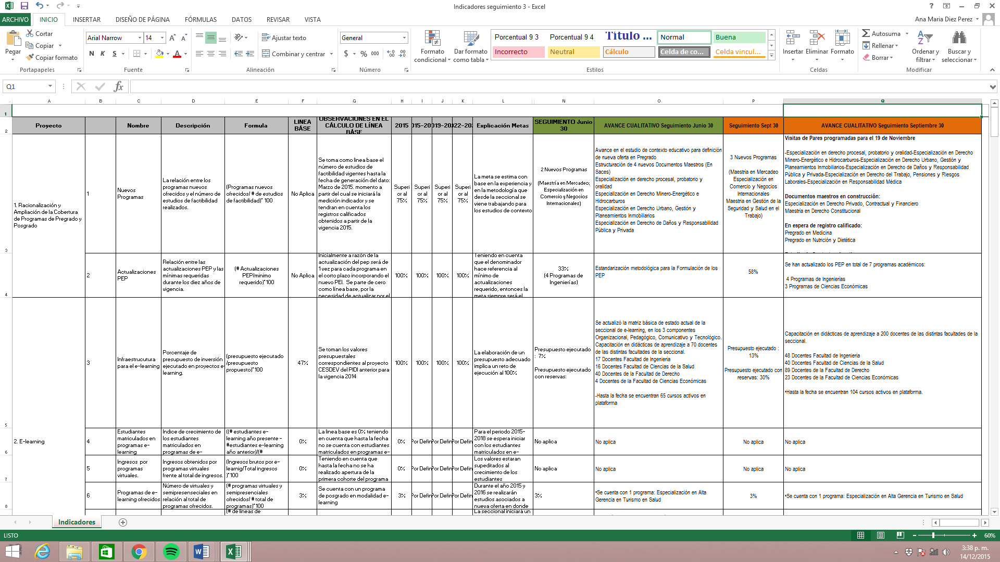 Indicadores seguimiento 3 - Excel
ARCHIVO INICIO INSERTAR DISEÑO DE PÁGINA FÓRMULAS DATOS REVISAR VISTA
Ana Maria Diez Perez
Pegar
Cortar
Copiar
Copiar formato
Portapapeles
Arial Narrow 14
N K S
Fuente
Ajustar texto
Combinar y centrar
Alineación
General
$ % 000
Número
Formato condicional
Dar formato como tabla
Porcentual 9 3 Porcentual 9 4 Título ... Normal Buena
Incorrecto Neutral Cálculo Celda de co... Celda vincul...
Estilos
Insertar Eliminar Formato
Celdas
Autosuma
Rellenar
Borrar
Ordenar y filtrar
Buscar y seleccionar
Modificar
Q1
fx
A B C D E F G H I J K L N O P Q
1
2
Proyecto
Nombre
Descripción
Formula
LINEA
BÁSE
OBSERVACIONES EN EL
CÁLCULO DE LÍNEA
BÁSE
2015
Explicación Metas
SEGUIMIENTO Junio
30
AVANCE CUALITATIVO Seguimiento Junio 30
Seguimiento Sept 30
AVANCE CUALITATIVO Seguimiento Septiembre 30
3
1. Racionalización y
Ampliación de la Cobertura
de Programas de Pregrado y
Posgrado
1
Nuevos
Programas
La relación entre los
programas nuevos
ofrecidos y el número de
estudios de factibilidad
realizados.
(Programas nuevos
ofrecidos/ # de estudios
de factibilidad)* 100
No Aplica
Se toma como linea base el
número de estudios de
factibilidad vigentes hasta la
fecha de generación del dato:
Marzo de 2015. momento a
partir del cual se iniciará la
medición indicador y se
tendran en cuenta los
registros calificados
obtenidos a partir de la
vigencia 2015.
Superi
or al
75%
Superi
or al
75%
Superi
or al
75%
Superi
or al
75%
La meta se estima con
base en la experiencia y
en la metodología que
desde la seccional se
viene trabajando para
los estudios de contexto
2 Nuevos Programas
(Maestría en Mercadeo;
Especialización en
Comercio y Negocios
Internacionales)
Avance en el estudio de contexto educativo para definición
de nueva oferta en Pregrado
Estructuración de 4 nuevos Documentos Maestros (En
Saces)
Especialización en derecho procesal, probatorio y
oralidad
Especialización en Derecho Minero-Energético e
Hidrocarburos
Especialización en Derecho Urbano, Gestión y
Planeamientos Inmobiliarios
Especialización en Derecho de Daños y Responsabilidad
Pública y Privada
3 Nuevos Programas
(Maestria en Mercadeo
Especialización en
Comercio y Negocios
Internacionales
Maestria en Gestión de la
Seguridad y Salud en el
Trabajo)
Visitas de Pares programadas para el 19 de Noviembre
-Especialización en derecho procesal, probatorio y oralidad-Especialización en Derecho
Minero-Energético e Hidrocarburos-Especialización en Derecho Urbano, Gestión y
Planeamientos Inmobiliarios-Especialización en Derecho de Daños y Responsabilidad
Pública y Privada-Especialización en Derecho del Trabajo, Pensiones y Riesgos
Laborales-Especialización en Responsabilidad Médica
Documentos maestros en construcción:
Especialización en Derecho Privado, Contractual y Financiero
Maestria en Derecho Constitucional
En espera de registro calificado:
Pregrado en Medicina
Pregrado en Nutrición y Dietética
4
2
Actualizaciones
PEP
Relación entre las
actualizaciones PEP y las
mínimas requeridas
durante los diez años de
vigencia.
(# Actualizaciones
PEP/minimo
requerido)*100
No Aplica
Inicialmente a razón de la
actualización del pep será de
1 vez para cada programa en
el corto plazo incorporando el
nuevo PEI. Se parte de cero
como línea base, por la
necesidad de actualizar por el
100%
100%
100%
100%
Teniendo en cuenta
que el denominador
hace referencia al
mínimo de
actualizaciones
requerido, entonces la
meta siempre será el
33%
(4 Programas de
Ingenierías)
Estandarización metodológica para la Formulación de los
PEP
58%
Se han actualizado los PEP en total de 7 programas académicos:
4 Programas de Ingenierias
3 Programas de Ciencias Económicas
5
2. E-learning
3
Infraestrucutura
para el e-learning
Porcentaje de
presupuesto de inversión
ejecutado en proyectos e-
learning.
(presupuesto ejecutado
/presupuesto
propuesto)*100
47%
Se toman los valores
presupuestales
correspondientes al proyecto
CESDEV del PIDI anterior para
la vigencia 2014
100%
100%
100%
100%
La elaboración de un
presupuesto adecuado
implica un reto de
ejecución al 100%
Presupuesto ejecutado
: 7%
Presupuesto ejecutado
con reservas:
Se actualizó la matriz básica de estado actual de la
seccional de e-learning, en los 3 componentes
Organizacional, Pedagógico, Comunicativo y Tecnológico.
Capacitación en didácticas de aprendizaje a 70 docentes
de las distintas facultades de la seccional.
17 Docentes Facultad de Ingenieria
16 Docentes Facultad de Ciencias de la Salud
40 Docentes de la Facultad de Derecho
4 Docentes de la Facultad de Ciencias Económicas
-Hasta la fecha se encuentran 65 cursos activos en
plataforma
Presupuesto ejecutado :
13%
Presupuesto ejecutado con
reservas: 30%
Capacitación en didácticas de aprendizaje a 200 docentes de las distintas facultades de la
seccional.
48 Docentes Facultad de Ingenieria
40 Docentes Facultad de Ciencias de la Salud
89 Docentes de la Facultad de Derecho
23 Docentes de la Facultad de Ciencias Económicas
•Hasta la fecha se encuentran 104 cursos activos en plataforma.
6
4
Estudiantes
matriculados en
programas e-
learning
Indice de crecimiento de
los estudiantes
matriculados en
programas de e-
((# estudiantes e-
learning año presente -
#estudiantes e-learning
año anterior)/(#
0%
La linea base es 0% teniendo
en cuenta que hasta la fecha
no se cuenta con estudiantes
matriculados en programas e-
0%
Por Defin
Por Defin
Por Defin
Para el periodo 2015-
2018 se espera iniciar
con los estudiantes
matriculados en e-
No aplica
No aplica
No aplica
No aplica
7
5
Ingresos por
programas
virtuales.
Ingresos obtenidos por
programas virtuales
frente al total de ingresos.
(Ingresos brutos por e-
learnig/Total ingresos
)*100
0%
Teniendo en cuenta que
hasta la fecha no se ha
realizado apertura de la
primera cohorte del programa
0%
Por Defin
Por Defin
Por Defin
Los valores estaran
supeditados al
crecimiento de los
estudiantes
No aplica
No aplica
No aplica
No aplica
8
6
Programas de e-
learning ofrecidos
Número de virtuales y
semipresenseciales en
relación al total de
programas ofrecidos.
(# programas virtuales y
semipresenciales
ofrecidos/ # total de
programas)*100
3%
Se cuenta con un programa
de posgrado en modalidad e-
learning
3%
Por Defin
Por Defin
Por Defin
Durante el año 2015 y
2016 se realizarán
estudios asociados a
nueva oferta en donde
3%
•Se cuenta con 1 programa: Especialización en Alta
Gerencia en Turismo en Salud
3%
•Se cuenta con 1 programa: Especialización en Alta Gerencia en Turismo en Salud
(# de lineas de
La seccional iniciará un
Indicadores
LISTO
60%
3:38 p. m.
14/12/2015